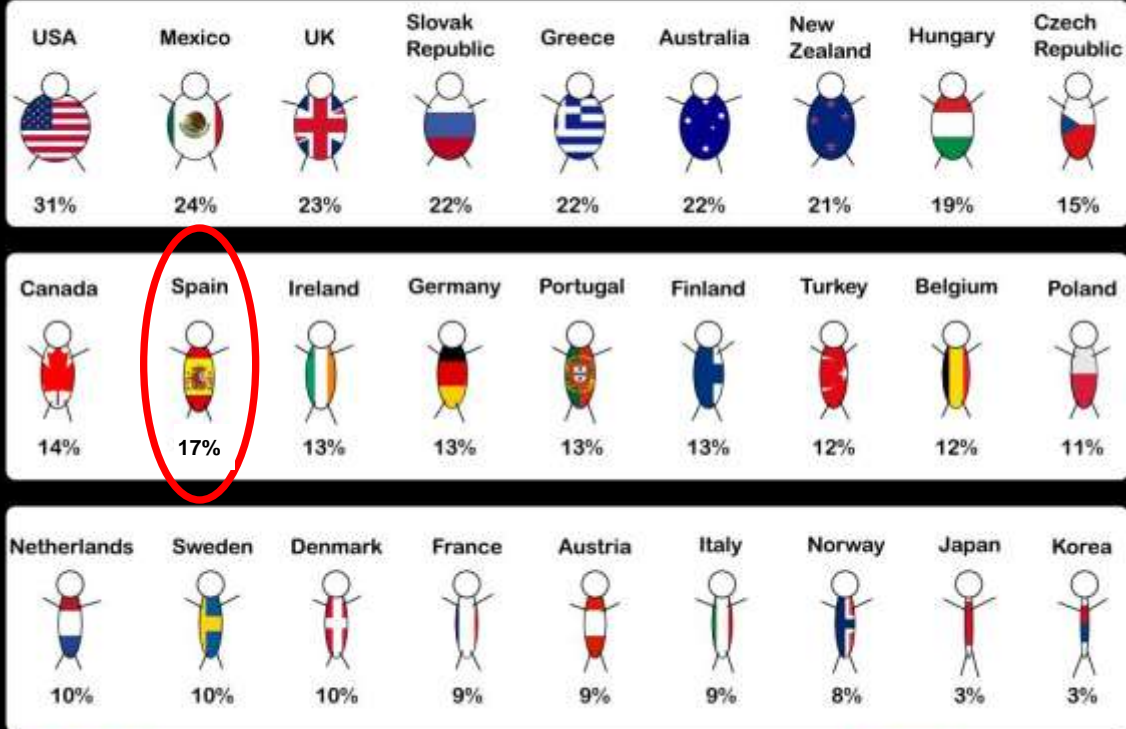 USA Mexico UK Slovak Republic Greece Australia New Zealand Hungary Czech Republic
31% 24% 23% 22% 22% 22% 21% 19% 15%
Canada Spain Ireland Germany Portugal Finland Turkey Belgium Poland
14% 17% 13% 13% 13% 13% 12% 12% 11%
Netherlands Sweden Denmark France Austria Italy Norway Japan Korea
10% 10% 10% 9% 9% 9% 8% 3% 3%